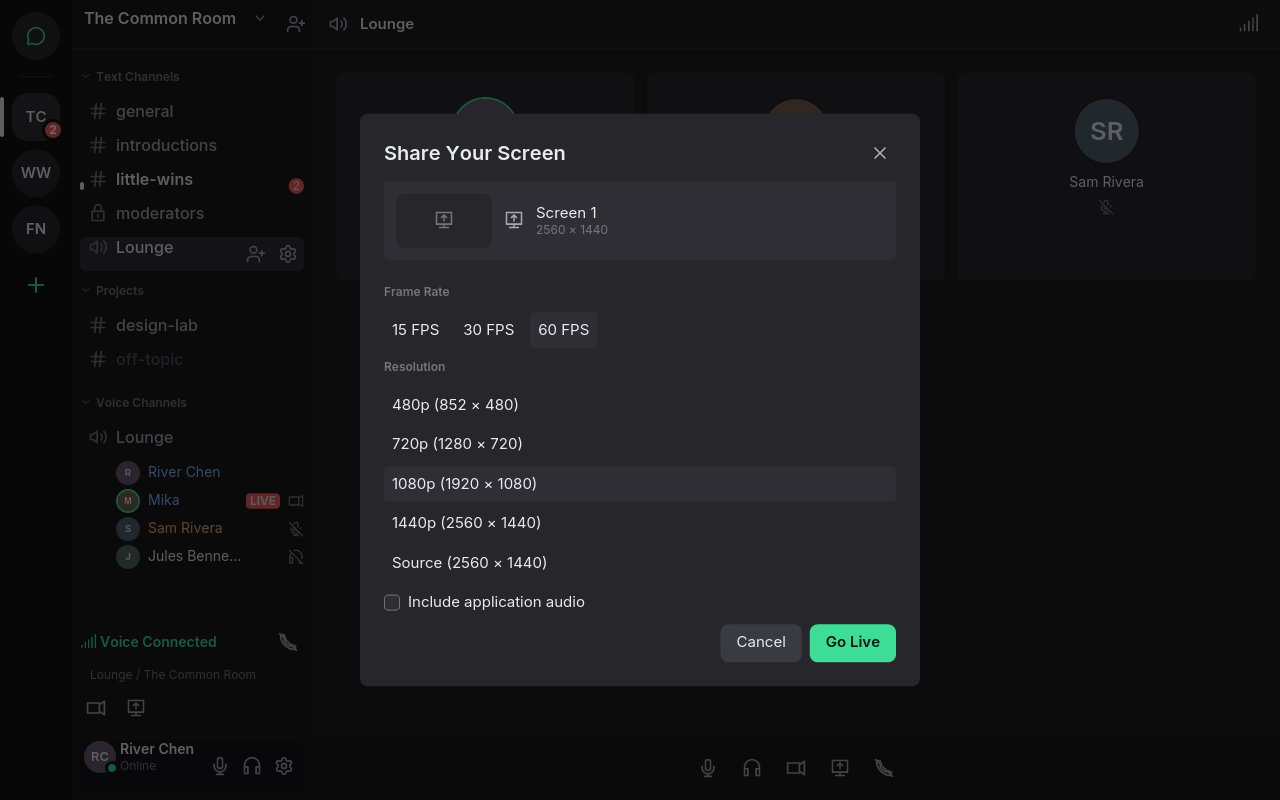 The Common Room
Lounge
Text Channels
TC
2
general
introductions
WW
little-wins
2
moderators
FN
Lounge
Projects
design-lab
off-topic
Voice Channels
Lounge
R
River Chen
M
Mika
LIVE
S
Sam Rivera
J
Jules Benne...
Voice Connected
Lounge / The Common Room
RC
River Chen
Online
SR
Sam Rivera
Share Your Screen
Screen 1
2560 × 1440
Frame Rate
15 FPS
30 FPS
60 FPS
Resolution
480p (852 × 480)
720p (1280 × 720)
1080p (1920 × 1080)
1440p (2560 × 1440)
Source (2560 × 1440)
Include application audio
Cancel
Go Live